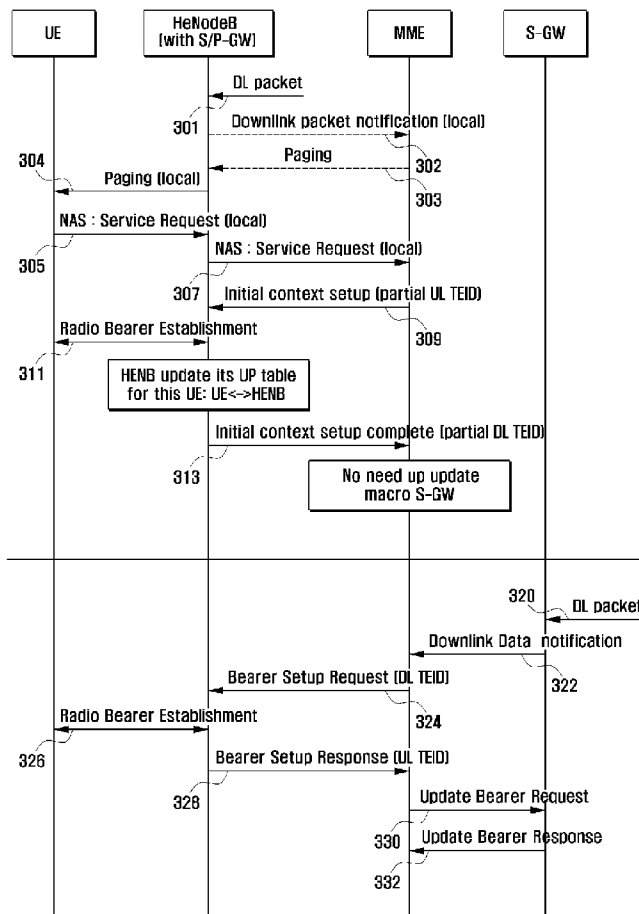 UE
HeNodeB
(with S/P-GW)
MME
S-GW
DL packet
301
Downlink packet notification (local)
302
304
Paging
303
Paging (local)
NAS : Service Request (local)
305
NAS : Service Request (local)
307
Initial context setup (partial UL TEID)
309
Radio Bearer Establishment
311
HENB update its UP table
for this UE: UE<->HENB
Initial context setup complete (partial DL TEID)
313
No need up update
macro S-GW
320
DL packet
Downlink Data notification
322
Bearer Setup Request (DL TEID)
324
Radio Bearer Establishment
326
Bearer Setup Response (UL TEID)
328
Update Bearer Request
330
Update Bearer Response
332